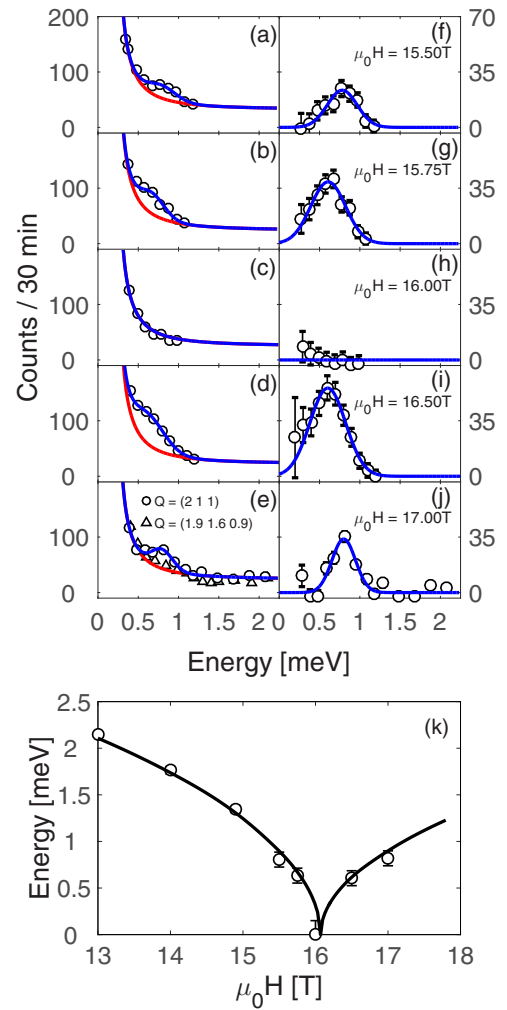 200 (a) (f) 70
μ0H = 15.50T
100 35
0 0
(b) (g)
μ0H = 15.75T
100 35
0 0
(c) (h)
μ0H = 16.00T
100 35
0 0
(d) (i)
μ0H = 16.50T
100 35
0 0
(e) (j)
Q = (2 1 1)
Q = (1.9 1.6 0.9)
μ0H = 17.00T
100 35
0 0
Counts / 30 min
0 0.5 1 1.5 2 0 0.5 1 1.5 2
Energy [meV]
2.5 (k)
2
1.5
1
0.5
0
Energy [meV]
13 14 15 16 17 18
μ0H [T]